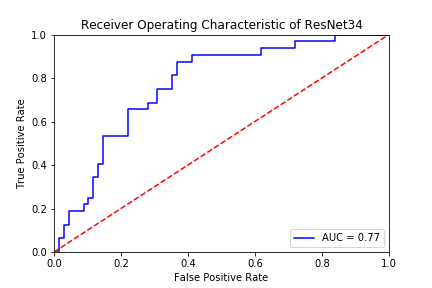 Receiver Operating Characteristic of ResNet34
True Positive Rate
1.0
0.8
0.6
0.4
0.2
0.0
0.0 0.2 0.4 0.6 0.8 1.0
False Positive Rate
AUC = 0.77